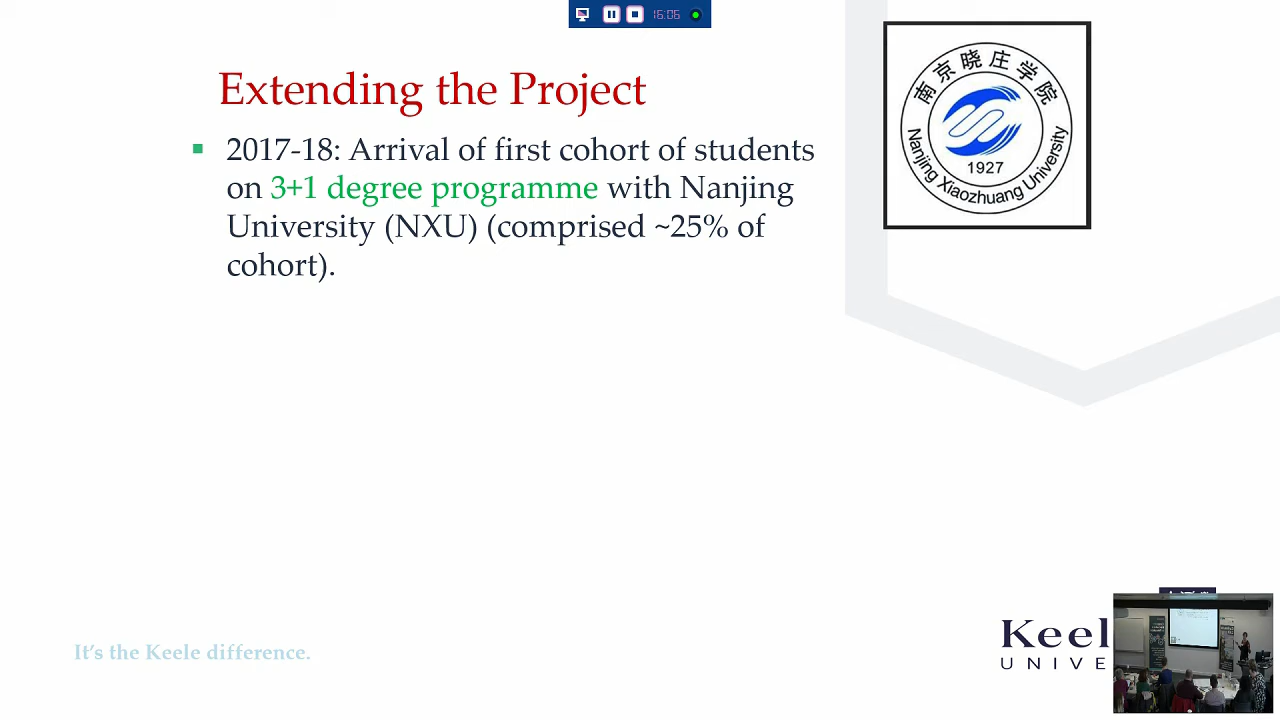 16:06
Extending the Project
2017-18: Arrival of first cohort of students
on 3+1 degree programme with Nanjing
University (NXU) (comprised ~25% of
cohort).
南京晓庄学院
1927
Nanjing Xiaozhuang University
It's the Keele difference.
Keel
UNIVE